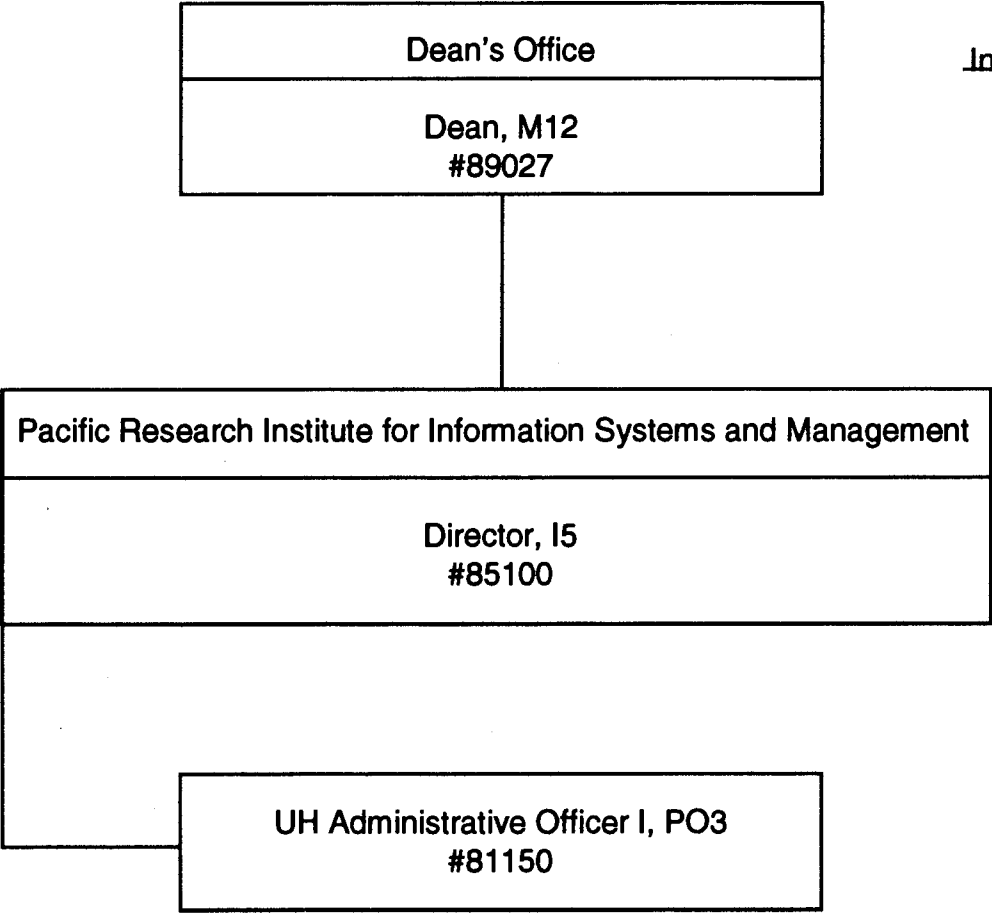 Dean's Office
Dean, M12
#89027
Pacific Research Institute for Information Systems and Management
Director, I5
#85100
UH Administrative Officer I, PO3
#81150